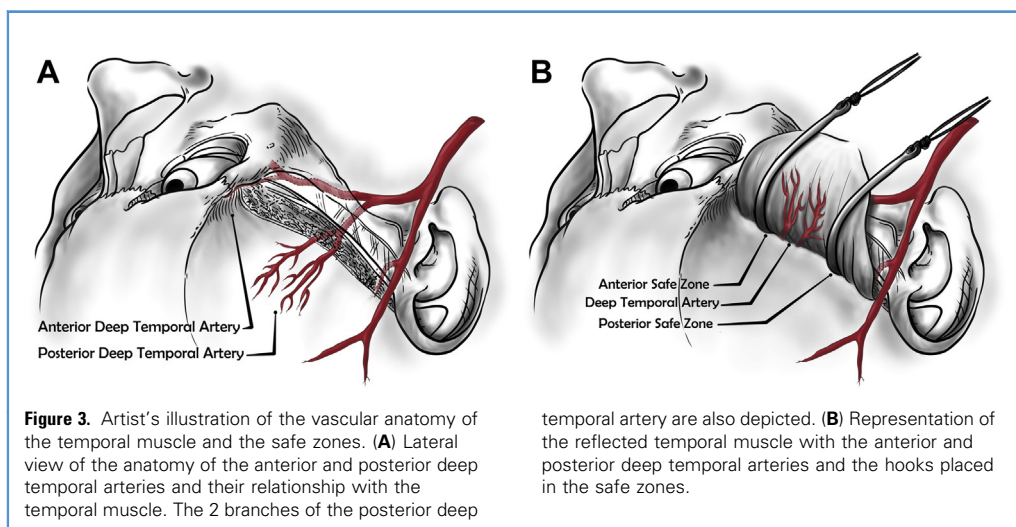 A
Anterior Deep Temporal Artery
Posterior Deep Temporal Artery
B
Anterior Safe Zone
Deep Temporal Artery
Posterior Safe Zone
Figure 3. Artist's illustration of the vascular anatomy of
the temporal muscle and the safe zones. (A) Lateral
view of the anatomy of the anterior and posterior deep
temporal arteries and their relationship with the
temporal muscle. The 2 branches of the posterior deep
temporal artery are also depicted. (B) Representation of
the reflected temporal muscle with the anterior and
posterior deep temporal arteries and the hooks placed
in the safe zones.